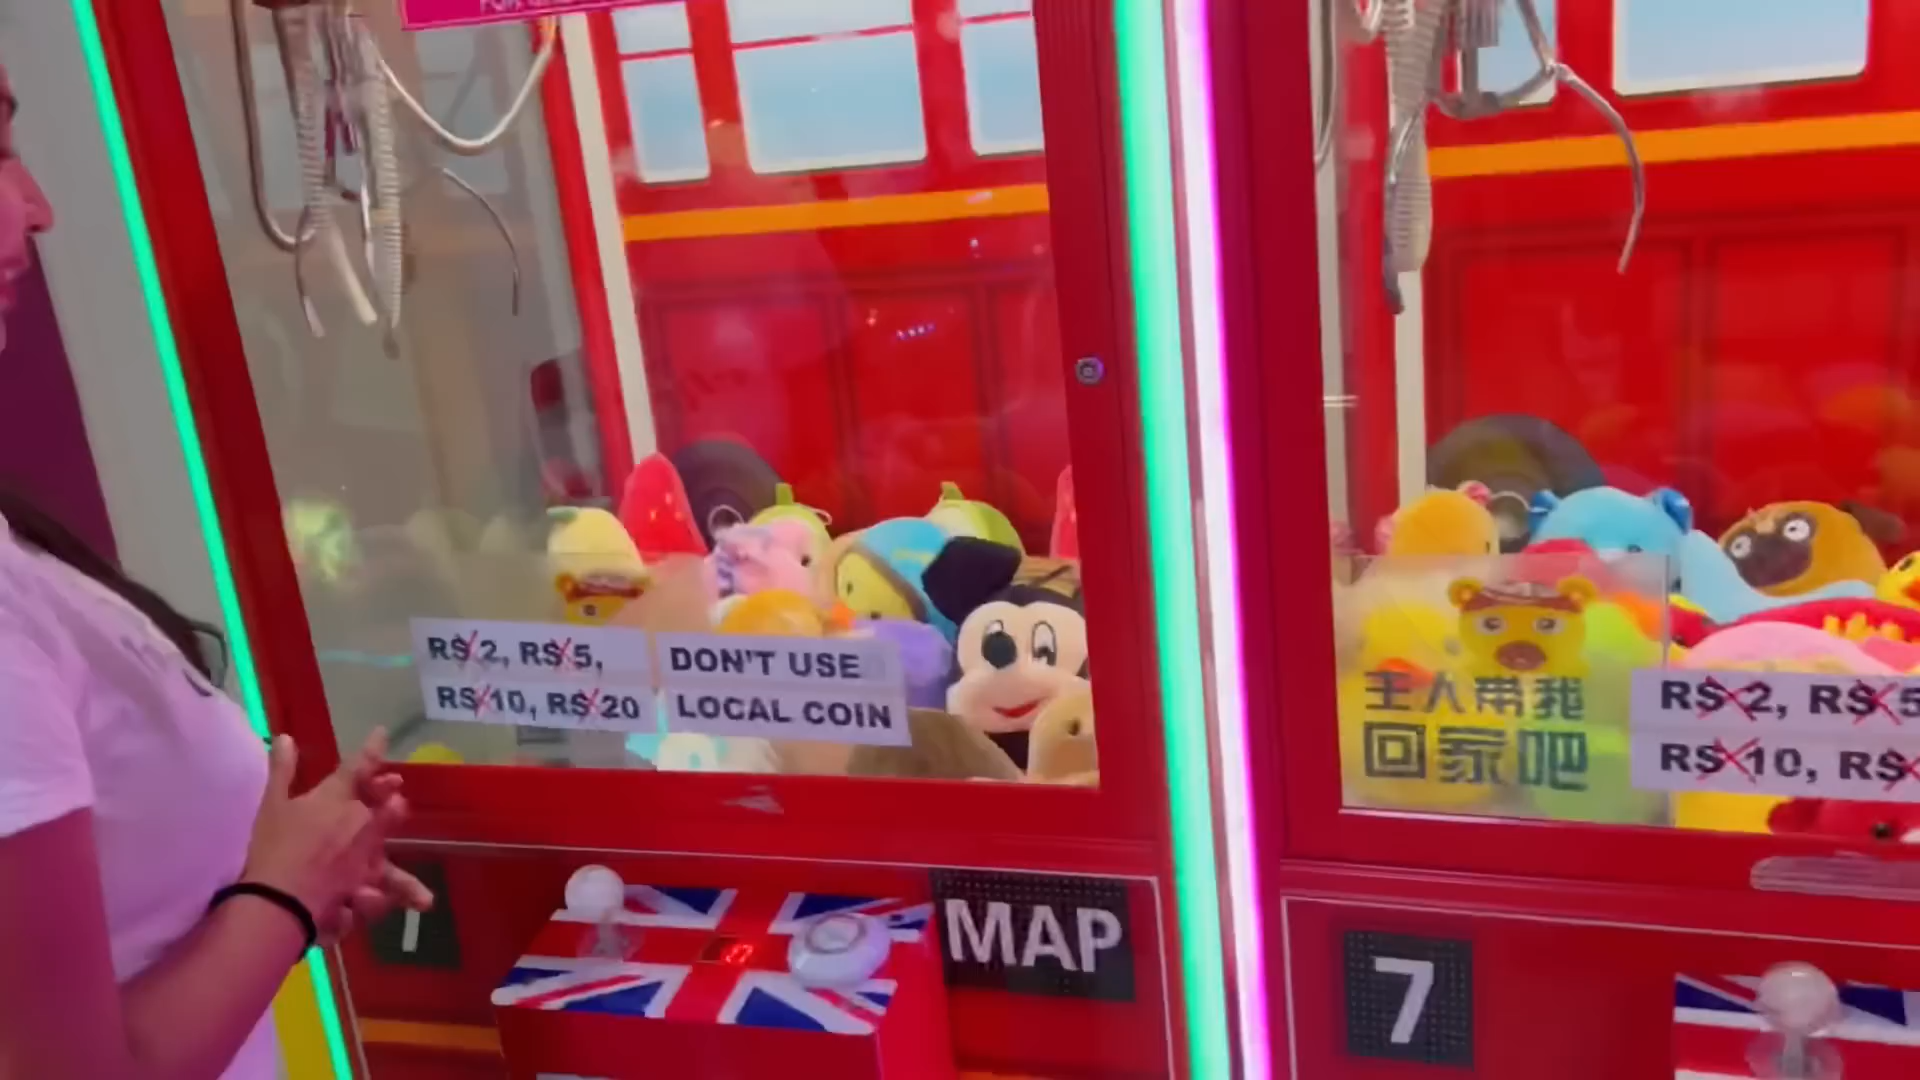 RS 2, RS 5,
RS 10, RS 20
DON'T USE
LOCAL COIN
主人带我
回家吧
RS 2, RS 5
RS 10, RS
MAP
7